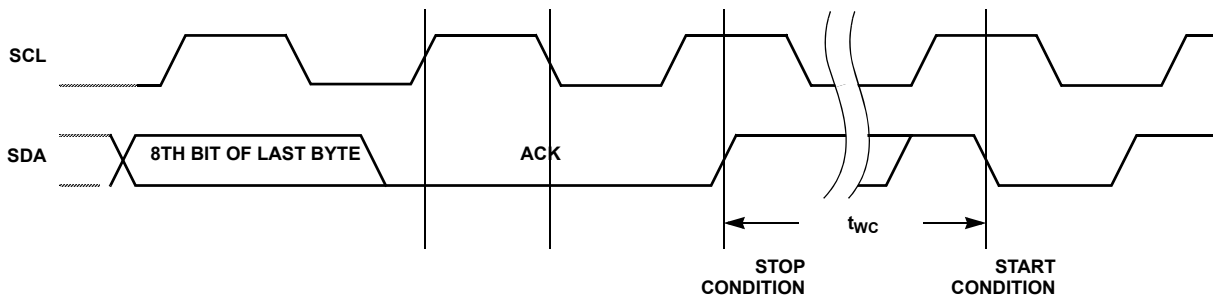 SCL
SDA
8TH BIT OF LAST BYTE
ACK
tWC
STOP
CONDITION
START
CONDITION